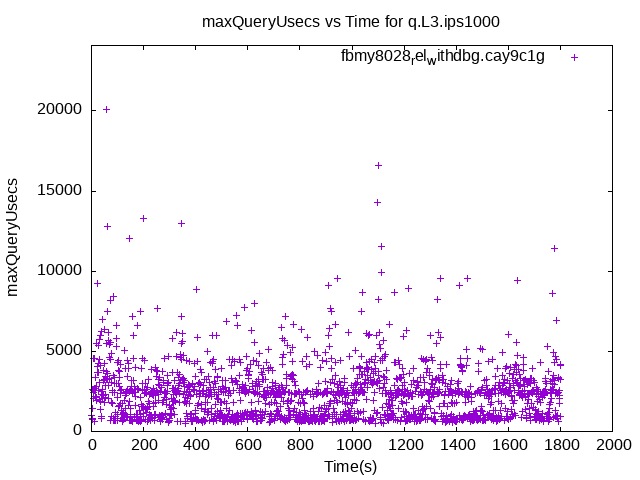 maxQueryUsecs vs Time for q.L3.ips1000
fbmy8028relwithdbg.cay9c1g
maxQueryUsecs
20000
15000
10000
5000
0
0 200 400 600 800 1000 1200 1400 1600 1800 2000
Time(s)